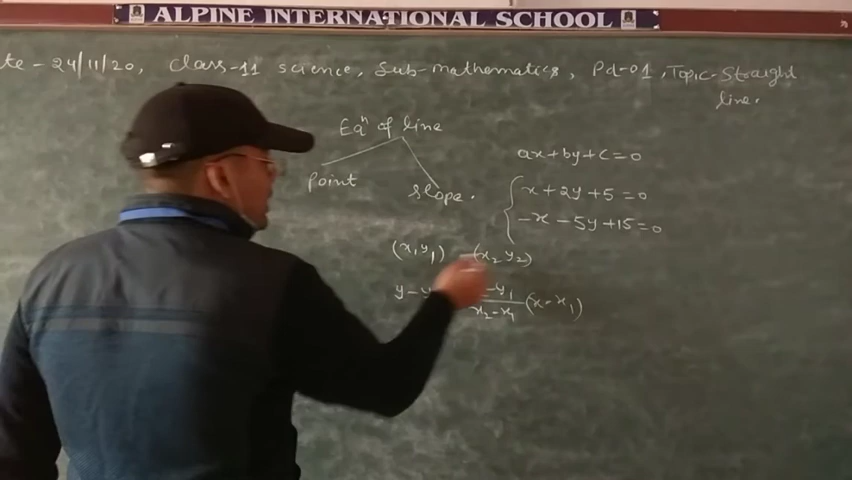 ALPINE INTERNATIONAL SCHOOL
te - 24/11/20, Class-11 science, Sub-mathematics, Pd-01, Topic-Straight
line.
Eqⁿ of line
point
slope.
ax+by+c=0
x+2y+5=0
-x-5y+15=0
(x₁y₁) (x₂ y₂)
y-y -y₁/x₂-x₁ (x-x₁)